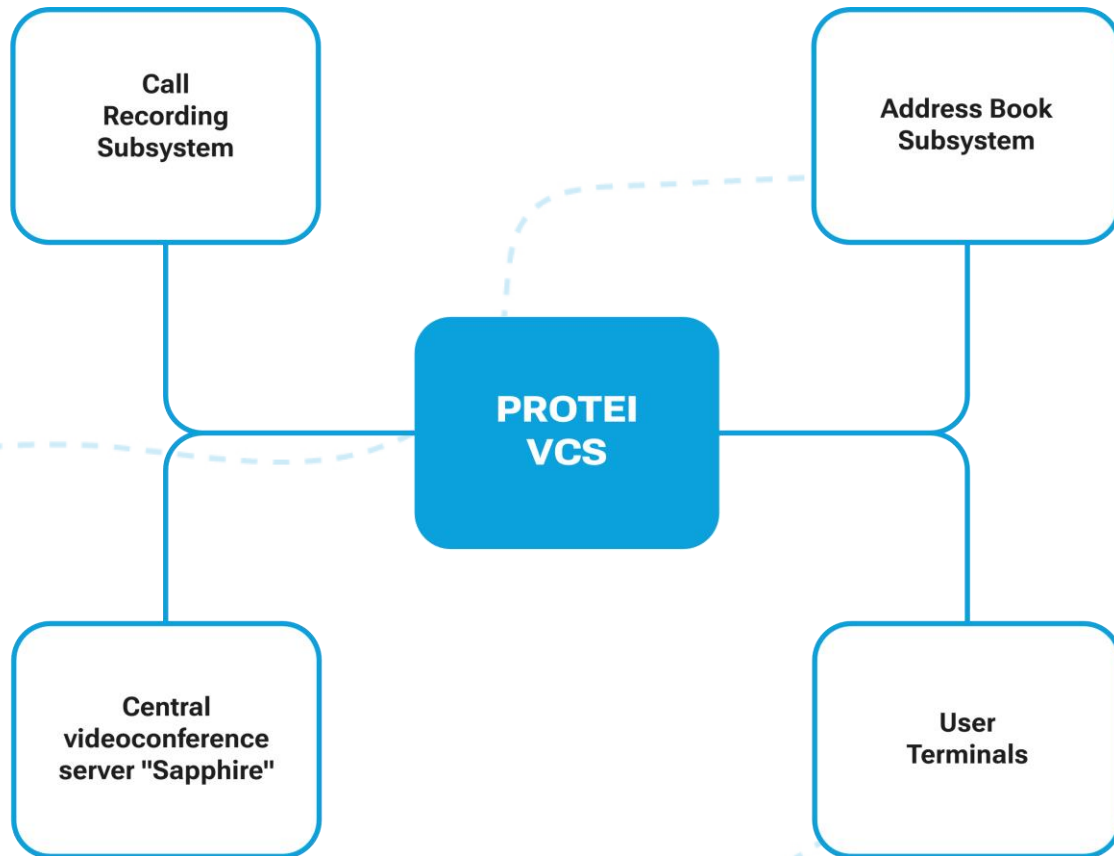 Call
Recording
Subsystem
Address Book
Subsystem
PROTEI
VCS
Central
videoconference
server "Sapphire"
User
Terminals